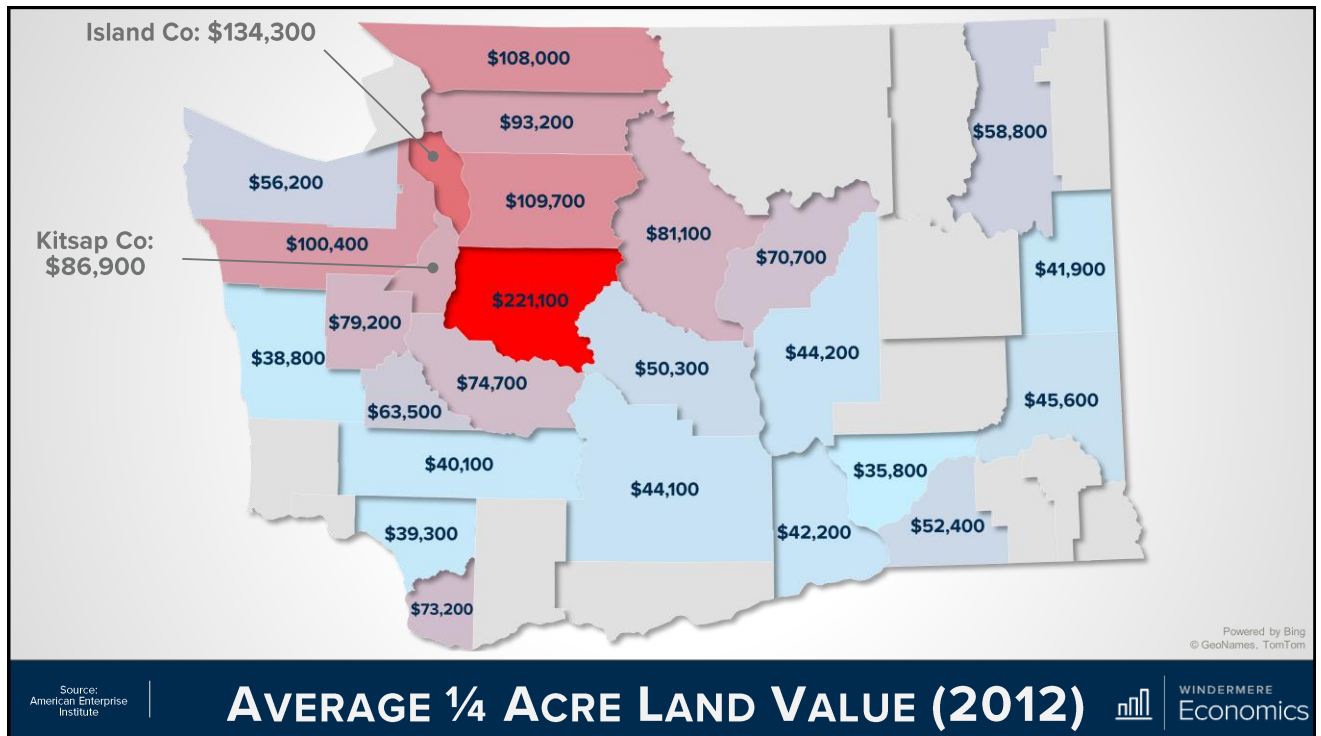 Island Co: $134,300
$108,000
$93,200
$58,800
$56,200
$109,700
$81,100
Kitsap Co:
$86,900
$100,400
$70,700
$41,900
$221,100
$79,200
$38,800
$44,200
$50,300
$74,700
$63,500
$45,600
$40,100
$35,800
$44,100
$39,300
$42,200
$52,400
$73,200
Powered by Bing
© GeoNames, TomTom
Source:
American Enterprise
Institute
AVERAGE ¼ ACRE LAND VALUE (2012)
WINDERMERE
Economics